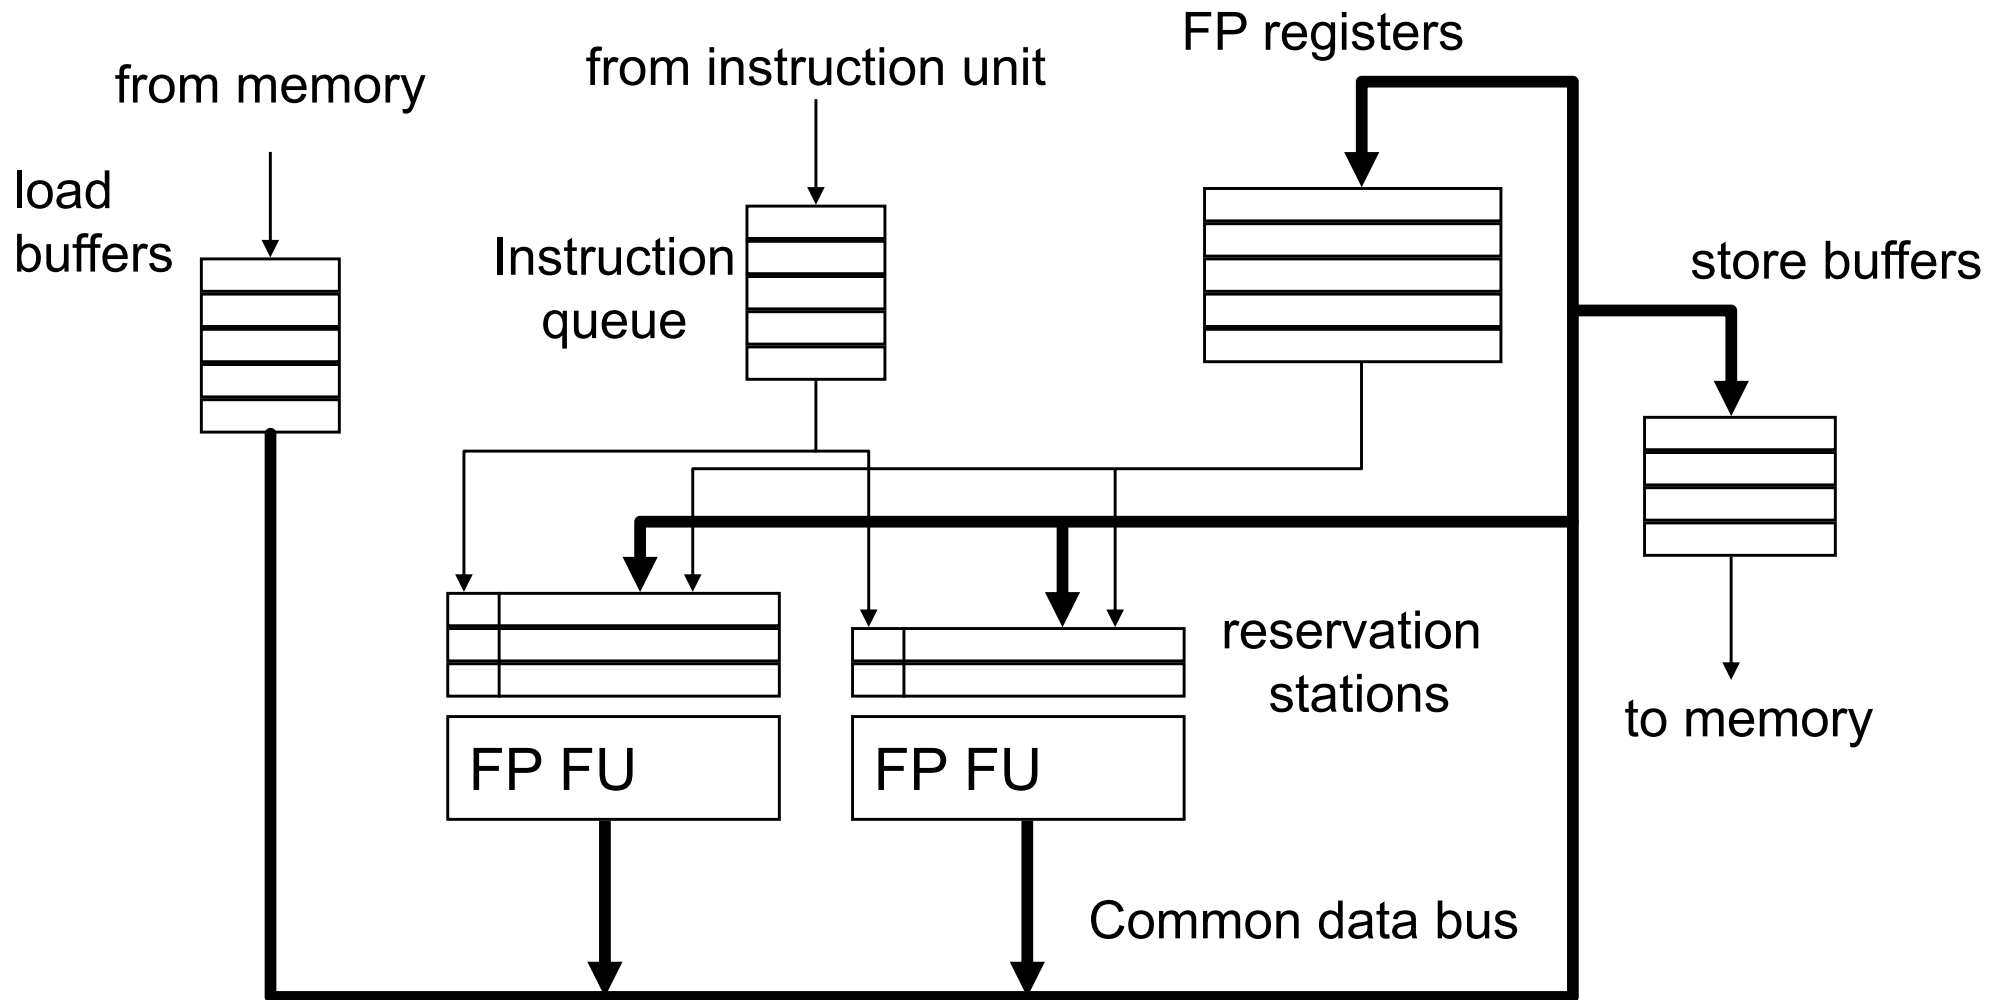 FP registers
from instruction unit
from memory
load
buffers
Instruction
queue
store buffers
reservation
stations
to memory
FP FU
FP FU
Common data bus